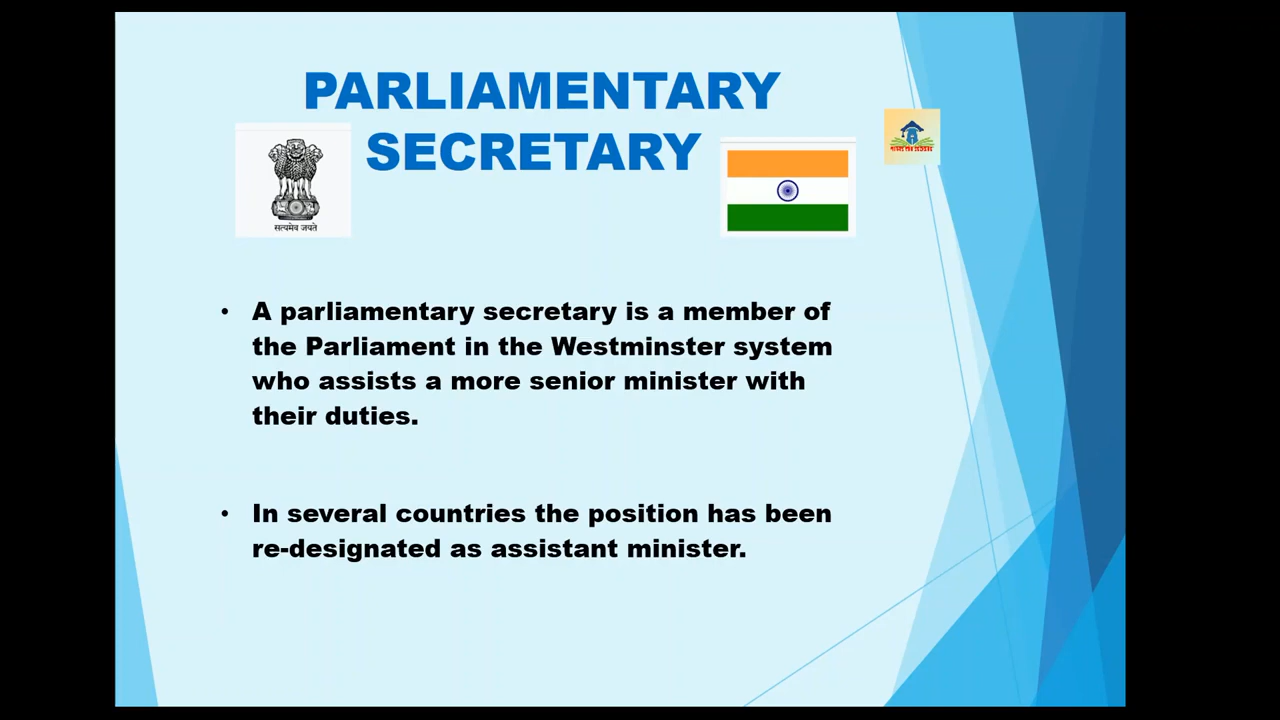 PARLIAMENTARY
SECRETARY
सत्यमेव जयते
• A parliamentary secretary is a member of
the Parliament in the Westminster system
who assists a more senior minister with
their duties.
• In several countries the position has been
re-designated as assistant minister.